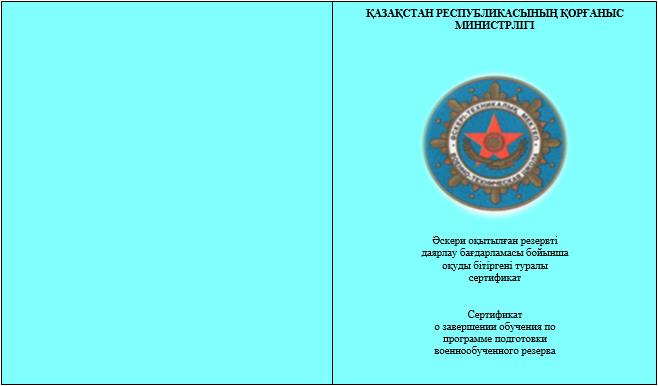 ҚАЗАҚСТАН РЕСПУБЛИКАСЫНЫҢ ҚОРҒАНЫС
МИНИСТРЛІГІ
ӘСКЕРИ-ТЕХНИКАЛЫҚ МЕКТЕП
ВОЕННО-ТЕХНИЧЕСКАЯ ШКОЛА
Әскери оқытылған резервті
даярлау бағдарламасы бойынша
оқуды бітіргені туралы
сертификат
Сертификат
о завершении обучения по
программе подготовки
военнообученного резерва